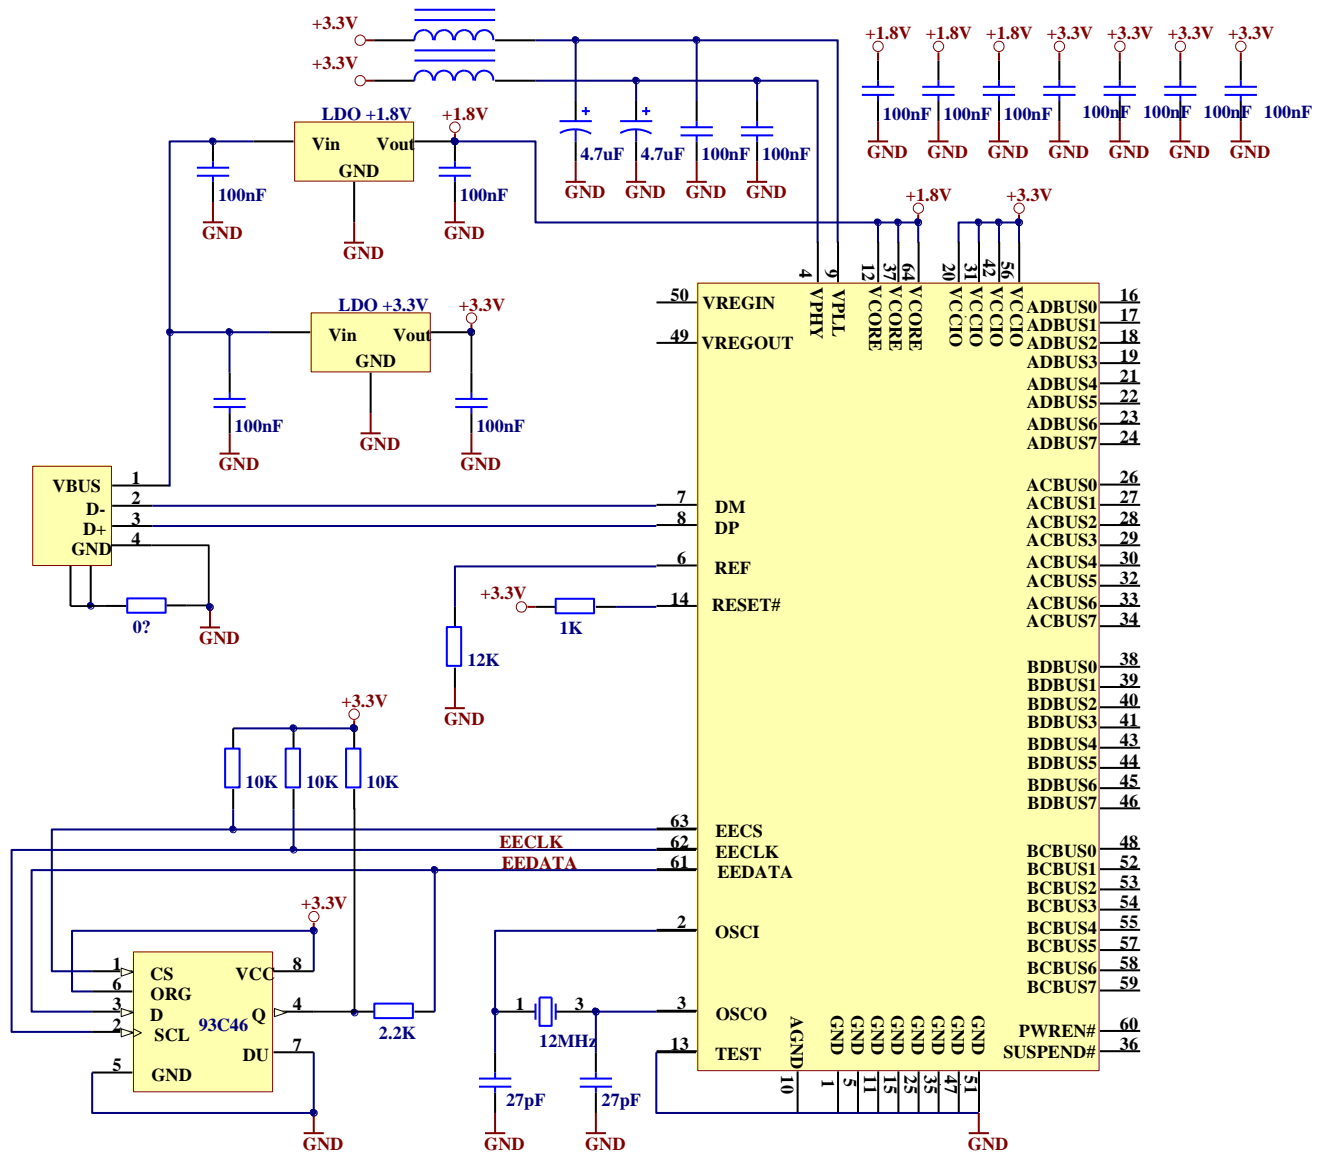 +3.3V
+3.3V
4.7uF
4.7uF
100nF
100nF
GND
GND
GND
GND
+1.8V
+1.8V
+1.8V
+3.3V
+3.3V
+3.3V
+3.3V
100nF
100nF
100nF
100nF
100nF
100nF
100nF
GND
GND
GND
GND
GND
GND
GND
LDO +1.8V
Vin
Vout
GND
+1.8V
100nF
100nF
GND
GND
GND
LDO +3.3V
Vin
Vout
GND
+3.3V
100nF
100nF
GND
GND
GND
VBUS
D-
D+
GND
1
2
3
4
0?
GND
+1.8V
+3.3V
4
9
12
37
64
20
31
42
56
VPHY
VPLL
VCORE
VCORE
VCORE
VCCIO
VCCIO
VCCIO
VCCIO
50 VREGIN
49 VREGOUT
7 DM
8 DP
6 REF
14 RESET#
+3.3V
1K
12K
GND
+3.3V
10K
10K
10K
63 EECS
EECLK 62 EECLK
EEDATA 61 EEDATA
2 OSCI
3 OSCO
13 TEST
1
3
12MHz
27pF
27pF
GND
GND
+3.3V
1 CS
6 ORG
3 D
2 SCL
5 GND
93C46
VCC 8
Q 4
DU 7
2.2K
GND
ADBUS0 16
ADBUS1 17
ADBUS2 18
ADBUS3 19
ADBUS4 21
ADBUS5 22
ADBUS6 23
ADBUS7 24
ACBUS0 26
ACBUS1 27
ACBUS2 28
ACBUS3 29
ACBUS4 30
ACBUS5 32
ACBUS6 33
ACBUS7 34
BDBUS0 38
BDBUS1 39
BDBUS2 40
BDBUS3 41
BDBUS4 43
BDBUS5 44
BDBUS6 45
BDBUS7 46
BCBUS0 48
BCBUS1 52
BCBUS2 53
BCBUS3 54
BCBUS4 55
BCBUS5 57
BCBUS6 58
BCBUS7 59
PWREN# 60
SUSPEND# 36
AGND
GND
GND
GND
GND
GND
GND
GND
GND
10
1
5
11
15
25
35
47
51
GND